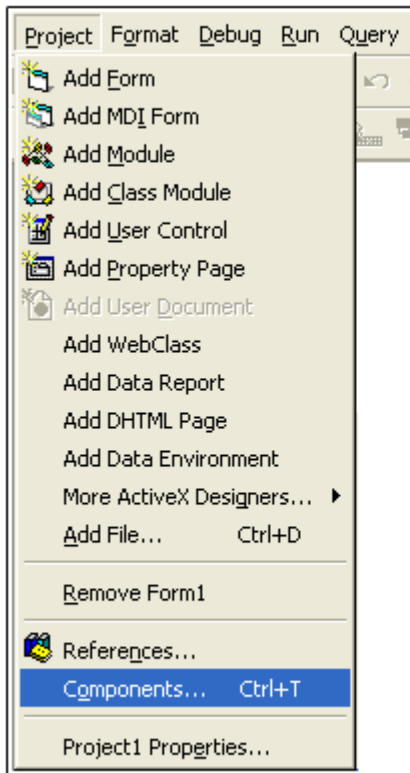 Project Format Debug Run Query
Add Form
Add MDI Form
Add Module
Add Class Module
Add User Control
Add Property Page
Add User Document
Add WebClass
Add Data Report
Add DHTML Page
Add Data Environment
More ActiveX Designers...
Add File... Ctrl+D
Remove Form1
References...
Components... Ctrl+T
Project1 Properties...